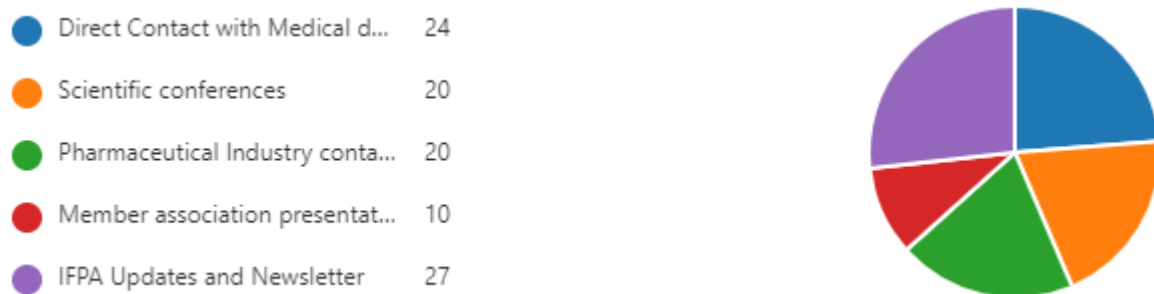 Direct Contact with Medical d... 24
Scientific conferences 20
Pharmaceutical Industry conta... 20
Member association presentat... 10
IFPA Updates and Newsletter 27